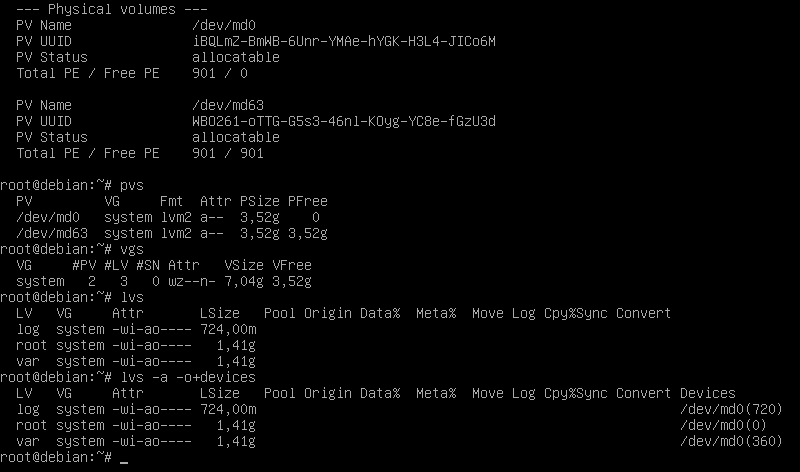 --- Physical volumes ---
PV Name /dev/md0
PV UUID iBQLmZ-BmWB-6Unr-YMAe-hYGK-H3L4-JICo6M
PV Status allocatable
Total PE / Free PE 901 / 0
PV Name /dev/md63
PV UUID WBO261-oTTG-G5s3-46nl-KOyg-YC8e-fGzU3d
PV Status allocatable
Total PE / Free PE 901 / 901
root@debian:~# pvs
PV VG Fmt Attr PSize PFree
/dev/md0 system lvm2 a-- 3,52g 0
/dev/md63 system lvm2 a-- 3,52g 3,52g
root@debian:~# vgs
VG #PV #LV #SN Attr VSize VFree
system 2 3 0 wz--n- 7,04g 3,52g
root@debian:~# lvs
LV VG Attr LSize Pool Origin Data% Meta% Move Log Cpy%Sync Convert
log system -wi-ao---- 724,00m
root system -wi-ao---- 1,41g
var system -wi-ao---- 1,41g
root@debian:~# lvs -a -o+devices
LV VG Attr LSize Pool Origin Data% Meta% Move Log Cpy%Sync Convert Devices
log system -wi-ao---- 724,00m /dev/md0(720)
root system -wi-ao---- 1,41g /dev/md0(0)
var system -wi-ao---- 1,41g /dev/md0(360)
root@debian:~# _